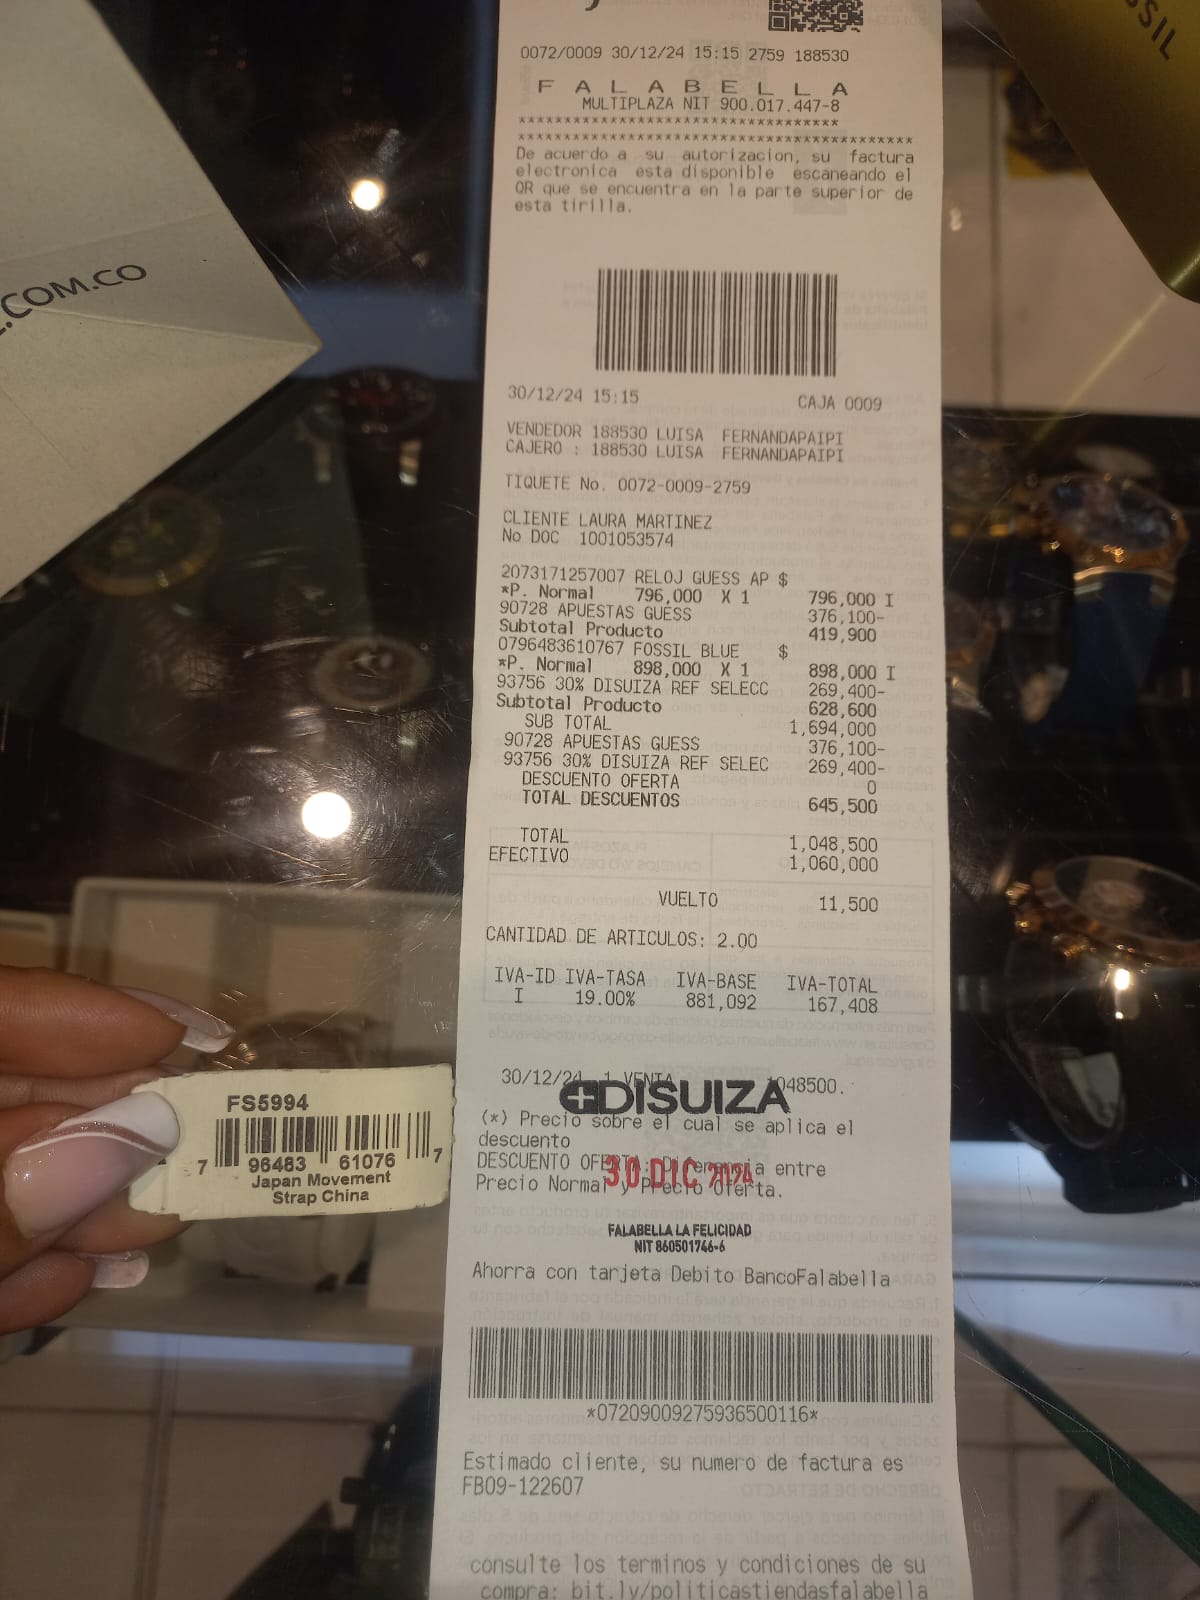 0072/0009 30/12/24 15:15 2759 188530
FALABELLA
MULTIPLAZA NIT 900.017.447-8
************************************
******************************************
De acuerdo a su autorizacion, su factura
electronica esta disponible escaneando el
QR que se encuentra en la parte superior de
esta tirilla.
.COM.CO
SSIL
30/12/24 15:15 CAJA 0009
VENDEDOR 188530 LUISA FERNANDAPAIPI
CAJERO : 188530 LUISA FERNANDAPAIPI
TIQUETE No. 0072-0009-2759
CLIENTE LAURA MARTINEZ
No DOC 1001053574
2073171257007 RELOJ GUESS AP $
*P. Normal 796,000 X 1 796,000 I
90728 APUESTAS GUESS 376,100-
Subtotal Producto 419,900
0796483610767 FOSSIL BLUE $
*P. Normal 898,000 X 1 898,000 I
93756 30% DISUIZA REF SELECC 269,400-
Subtotal Producto 628,600
SUB TOTAL 1,694,000
90728 APUESTAS GUESS 376,100-
93756 30% DISUIZA REF SELEC 269,400-
DESCUENTO OFERTA 0
TOTAL DESCUENTOS 645,500
TOTAL 1,048,500
EFECTIVO 1,060,000
VUELTO 11,500
CANTIDAD DE ARTICULOS: 2.00
IVA-ID IVA-TASA IVA-BASE IVA-TOTAL
I 19.00% 881,092 167,408
30/12/24 1 VENTA 1048500.
DISUIZA
(*) Precio sobre el cual se aplica el
descuento
DESCUENTO OFERTA: Diferencia entre
Precio Normal y Precio Oferta.
30 DIC 2024
FALABELLA LA FELICIDAD
NIT 860501746-6
Ahorra con tarjeta Debito BancoFalabella
*07209009275936500116*
Estimado cliente, su numero de factura es
FB09-122607
consulte los terminos y condiciones de su
compra: bit.ly/politicastiendasfalabella
FS5994
7 96483 61076 7
Japan Movement
Strap China